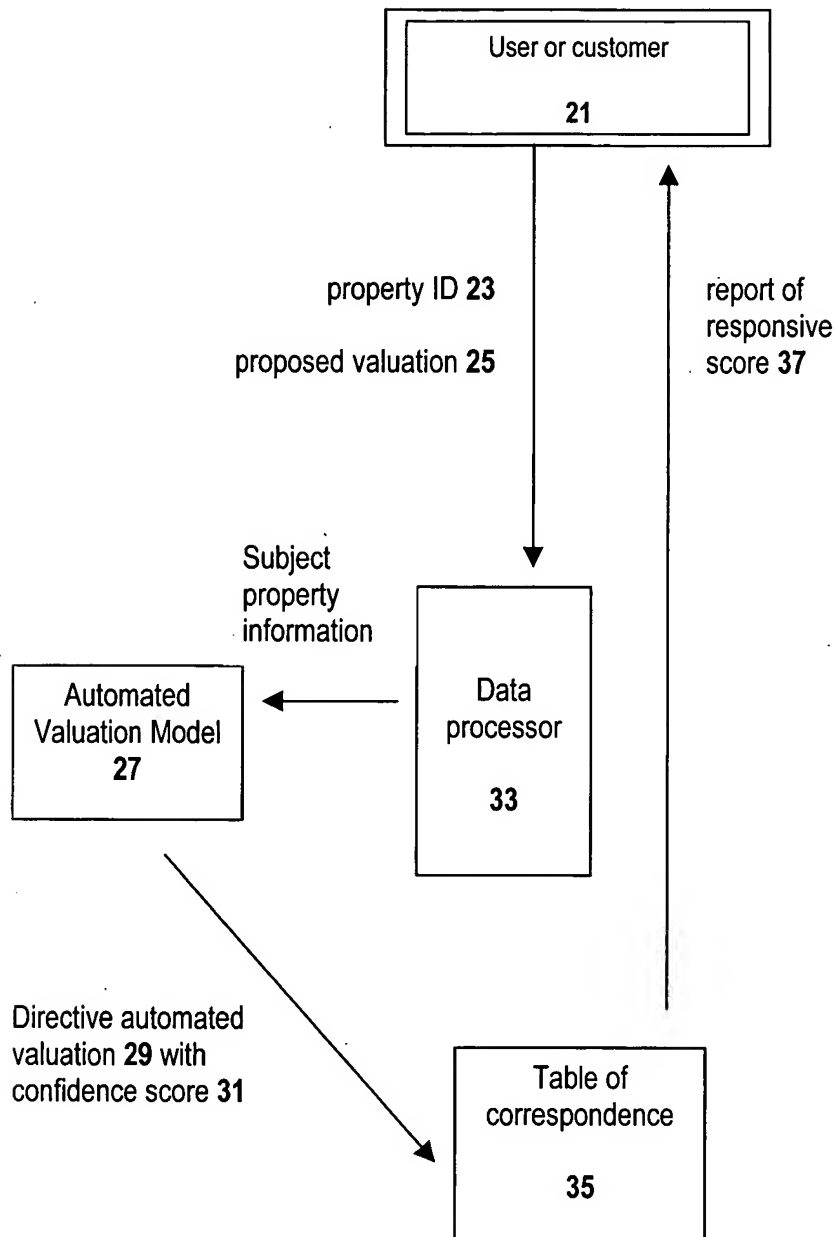 User or customer
21
property ID 23
proposed valuation 25
report of
responsive
score 37
Subject
property
information
Automated
Valuation Model
27
Data
processor
33
Directive automated
valuation 29 with
confidence score 31
Table of
correspondence
35